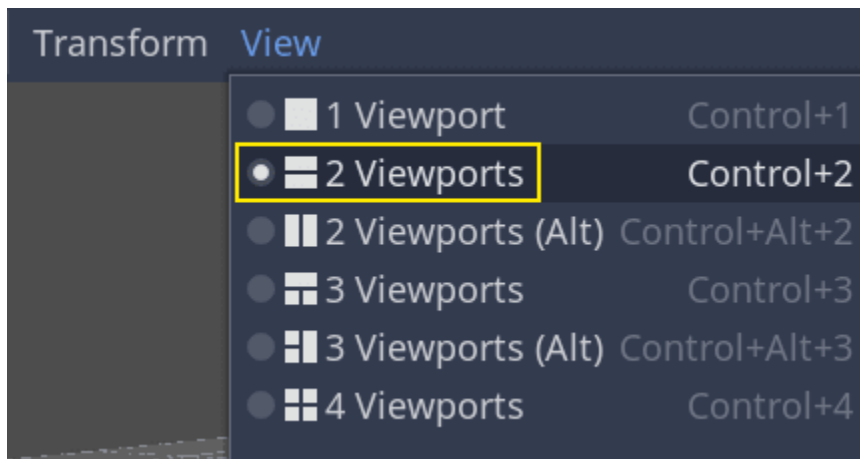 Transform View
1 Viewport Control+1
2 Viewports Control+2
2 Viewports (Alt) Control+Alt+2
3 Viewports Control+3
3 Viewports (Alt) Control+Alt+3
4 Viewports Control+4